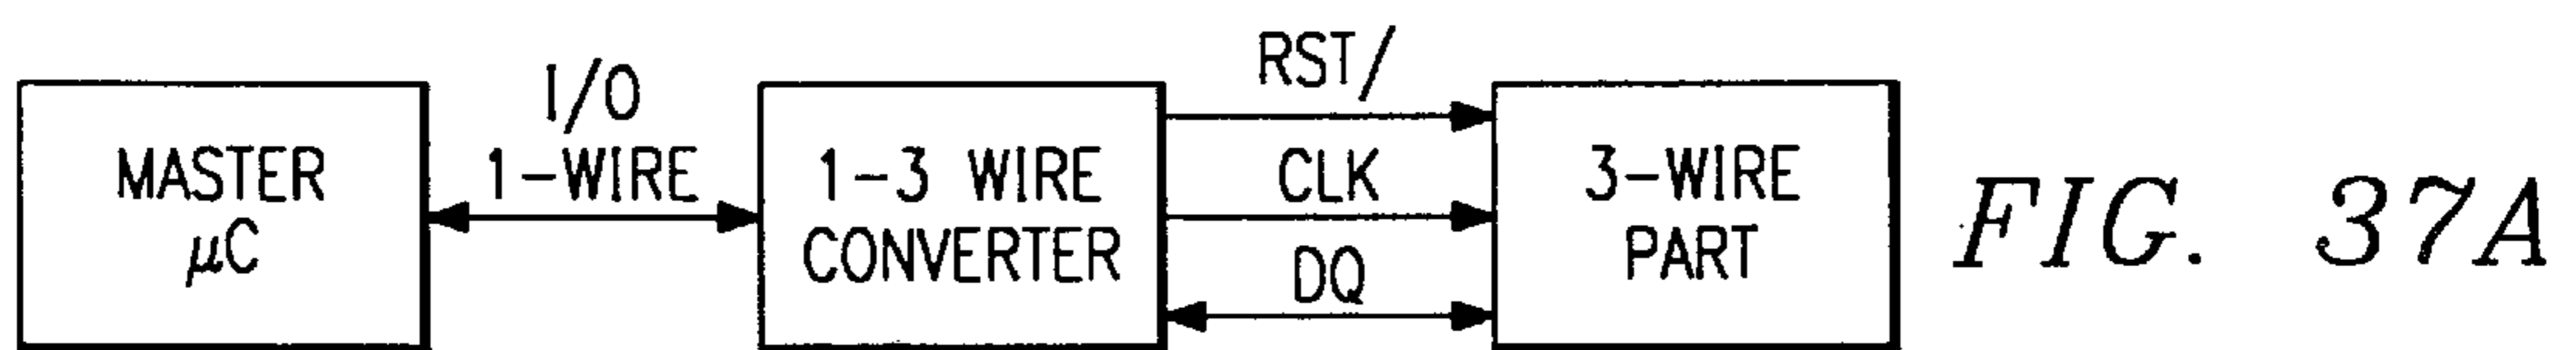 MASTER
μC
I/O
1-WIRE
1-3 WIRE
CONVERTER
RST/
CLK
DQ
3-WIRE
PART
FIG. 37A